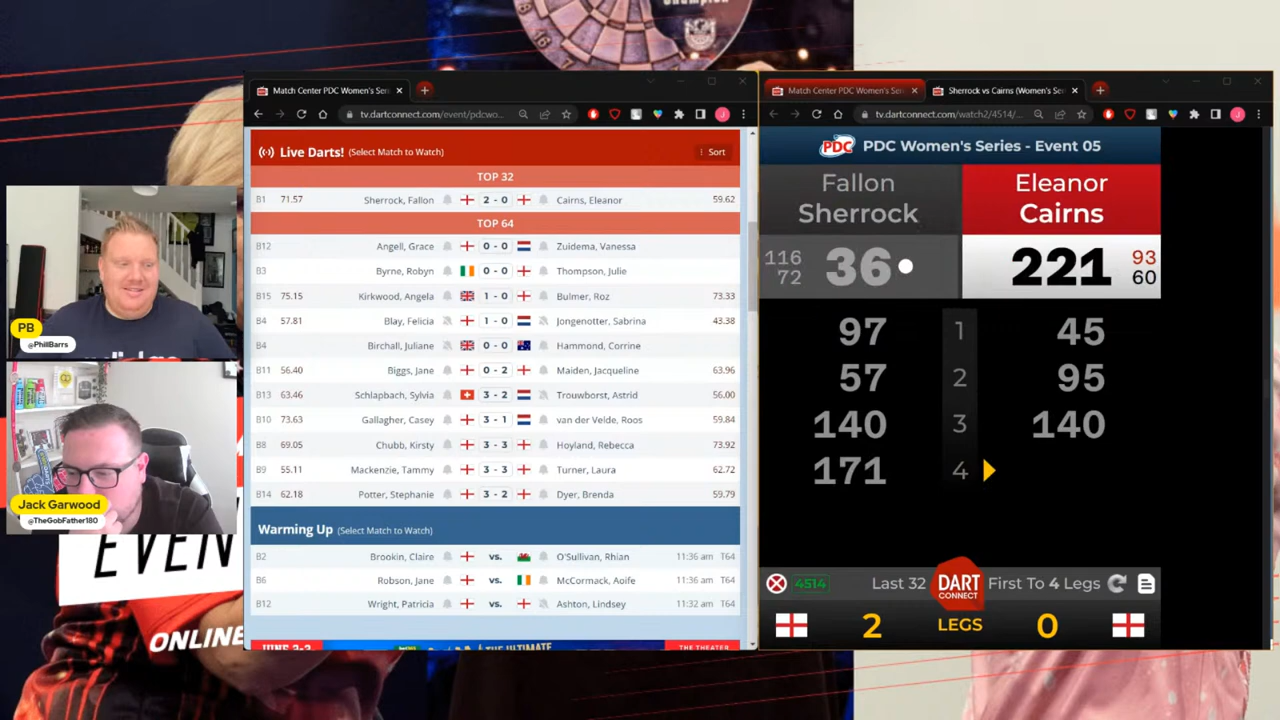 Champion
Match Center PDC Women's Seri
tv.dartconnect.com/event/pdcwo...
Live Darts! (Select Match to Watch)
Sort
TOP 32
B1 71.57 Sherrock, Fallon 2 - 0 Cairns, Eleanor 59.62
TOP 64
B12 Angell, Grace 0 - 0 Zuidema, Vanessa
B3 Byrne, Robyn 0 - 0 Thompson, Julie
B15 75.15 Kirkwood, Angela 1 - 0 Bulmer, Roz 73.33
B4 57.81 Blay, Felicia 1 - 0 Jongenotter, Sabrina 43.38
B4 Birchall, Juliane 0 - 0 Hammond, Corrine
B11 56.40 Biggs, Jane 0 - 2 Maiden, Jacqueline 63.96
B13 63.46 Schlapbach, Sylvia 3 - 2 Trouwborst, Astrid 56.00
B10 73.63 Gallagher, Casey 3 - 1 van der Velde, Roos 59.84
B8 69.05 Chubb, Kirsty 3 - 3 Hoyland, Rebecca 73.92
B9 55.11 Mackenzie, Tammy 3 - 3 Turner, Laura 62.72
B14 62.18 Potter, Stephanie 3 - 2 Dyer, Brenda 59.79
Warming Up (Select Match to Watch)
B2 Brookin, Claire vs. O'Sullivan, Rhian 11:36 am T64
B6 Robson, Jane vs. McCormack, Aoife 11:36 am T64
B12 Wright, Patricia vs. Ashton, Lindsey 11:32 am T64
THE ULTIMATE
THE THEATER
Match Center PDC Women's Seri
Sherrock vs Cairns (Women's Seri
tv.dartconnect.com/watch2/4514/...
PDC PDC Women's Series - Event 05
Fallon
Sherrock
Eleanor
Cairns
116
72
36
221
93
60
97 1 45
57 2 95
140 3 140
171 4
4514 Last 32 DART CONNECT First To 4 Legs
2 LEGS 0
PB
@PhillBarrs
Jack Garwood
@TheGobFather180
EVEN
ONLINE